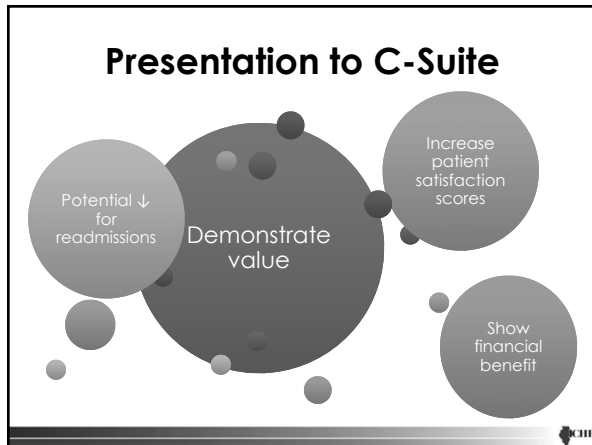 Presentation to C-Suite
Potential ↓
for
readmissions
Demonstrate
value
Increase
patient
satisfaction
scores
Show
financial
benefit